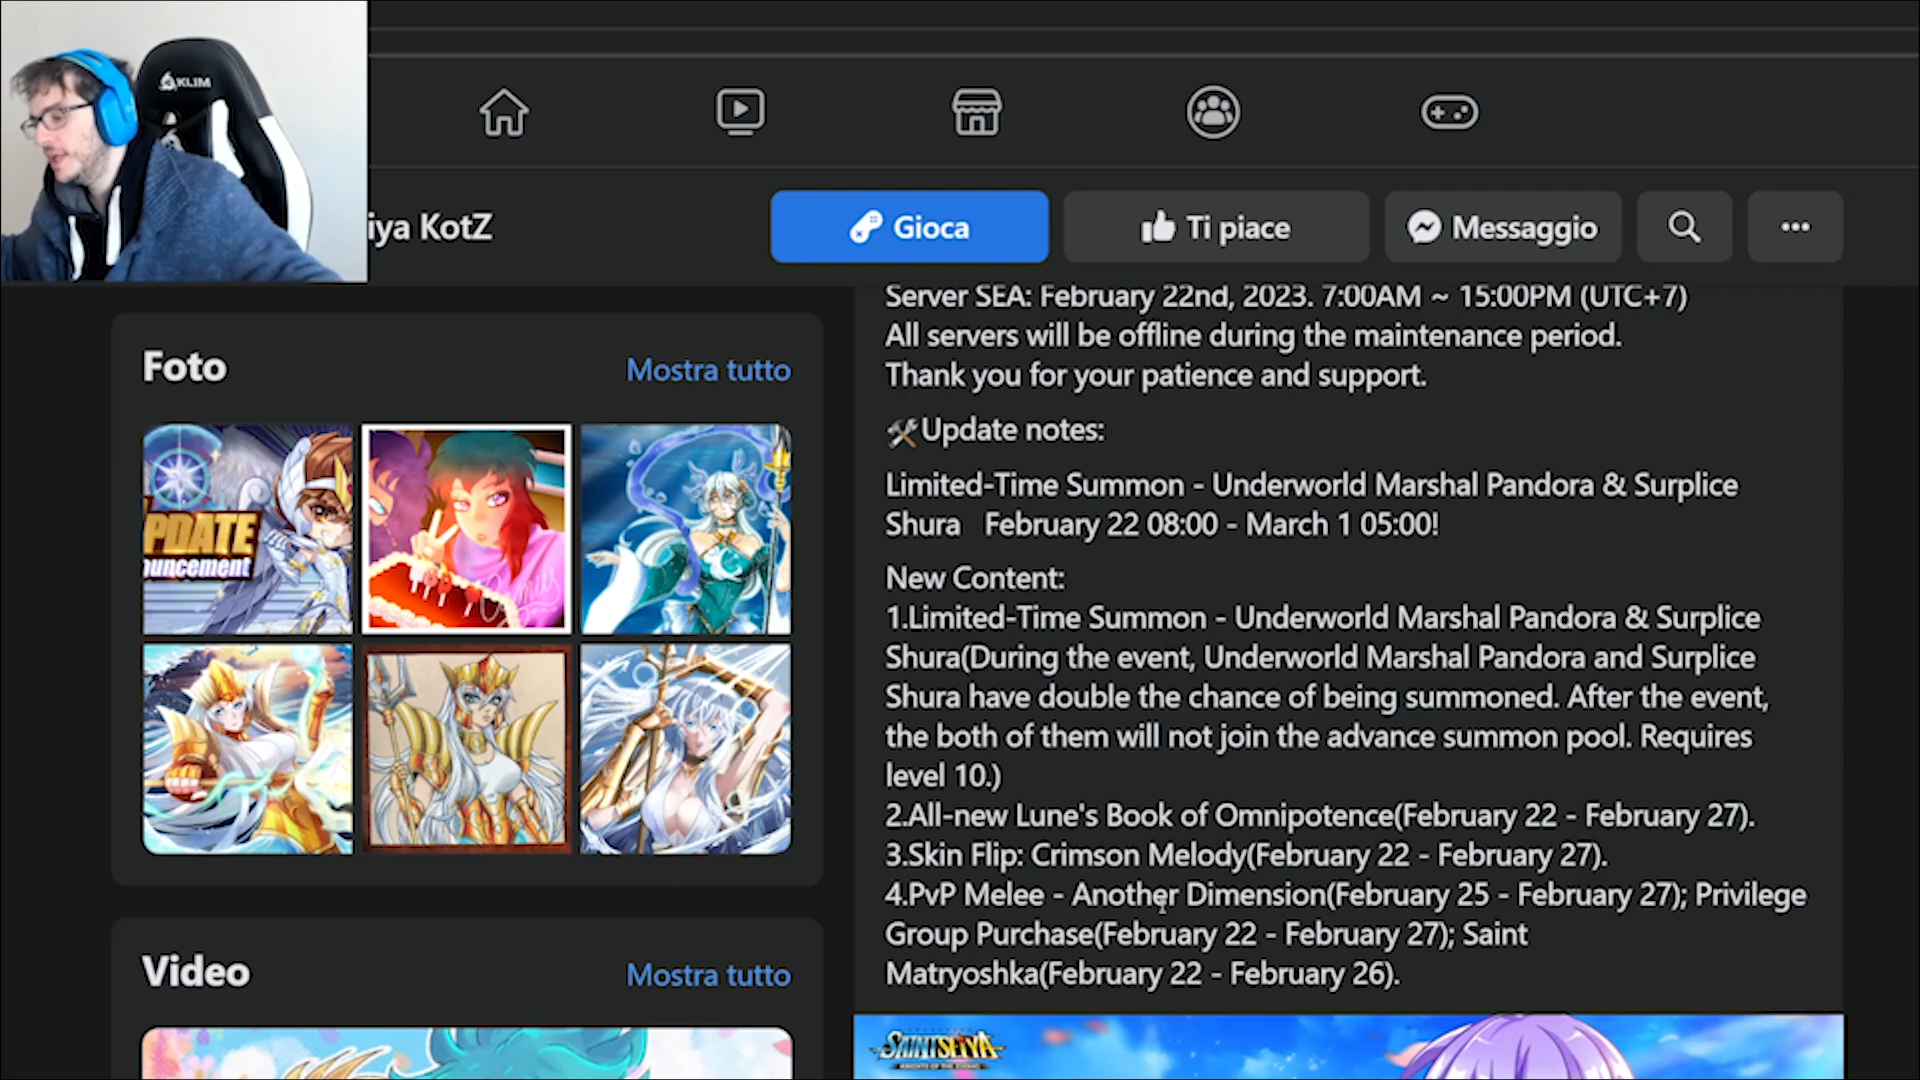 KLIM
iya KotZ
Gioca
Ti piace
Messaggio
Foto
Mostra tutto
PDATE
uncement
Video
Mostra tutto
Server SEA: February 22nd, 2023. 7:00AM ~ 15:00PM (UTC+7)
All servers will be offline during the maintenance period.
Thank you for your patience and support.
Update notes:
Limited-Time Summon - Underworld Marshal Pandora & Surplice
Shura February 22 08:00 - March 1 05:00!
New Content:
1.Limited-Time Summon - Underworld Marshal Pandora & Surplice
Shura(During the event, Underworld Marshal Pandora and Surplice
Shura have double the chance of being summoned. After the event,
the both of them will not join the advance summon pool. Requires
level 10.)
2.All-new Lune's Book of Omnipotence(February 22 - February 27).
3.Skin Flip: Crimson Melody(February 22 - February 27).
4.PvP Melee - Another Dimension(February 25 - February 27); Privilege
Group Purchase(February 22 - February 27); Saint
Matryoshka(February 22 - February 26).
SAINT SEIYA